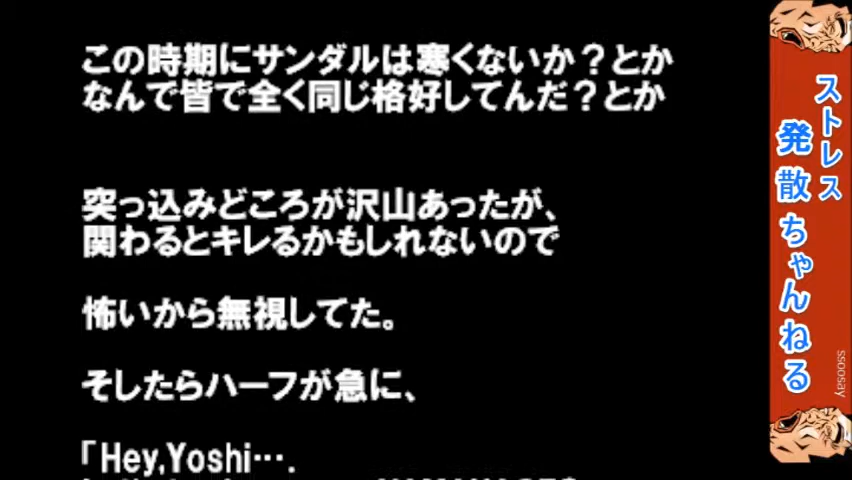 この時期にサンダルは寒くないか？とか
なんで皆で全く同じ格好してんだ？とか
突っ込みどころが沢山あったが、
関わるとキレるかもしれないので
怖いから無視してた。
そしたらハーフが急に、
「Hey,Yoshi….
ストレス
発散ちゃんねる
ssoosay